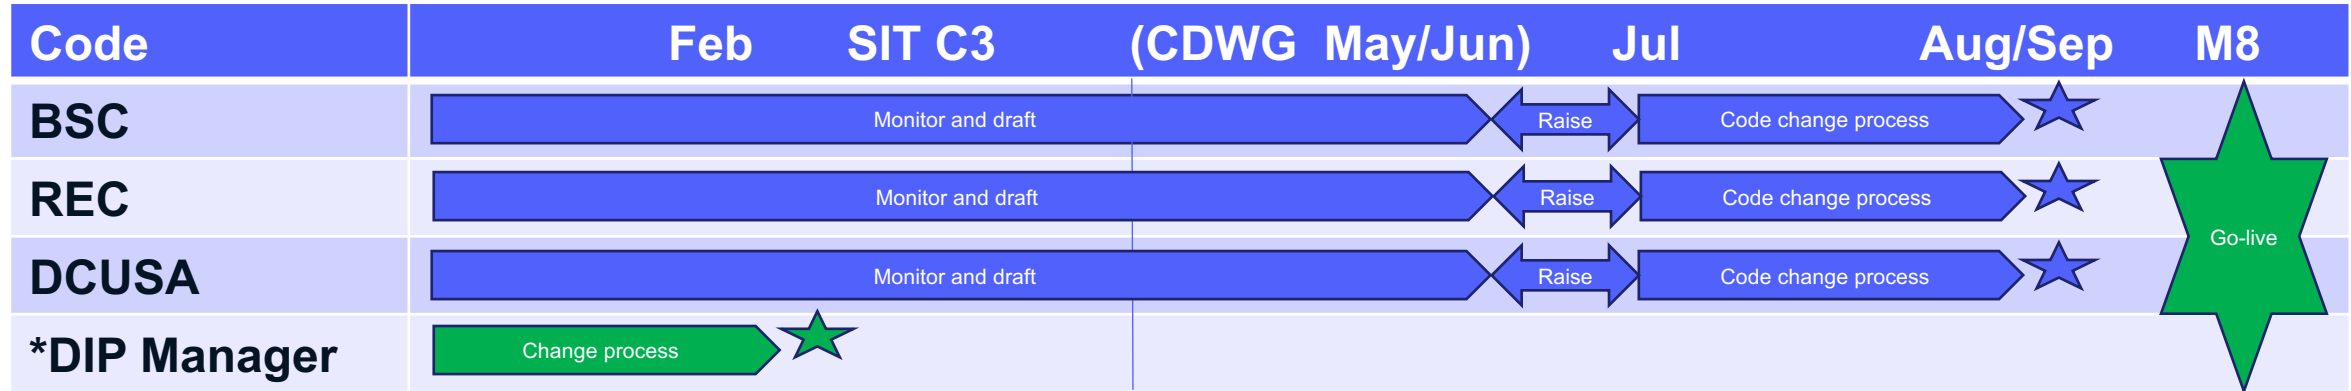 Code Feb SIT C3 (CDWG May/Jun) Jul Aug/Sep M8
BSC Monitor and draft Raise Code change process
REC Monitor and draft Raise Code change process
Go-live
DCUSA Monitor and draft Raise Code change process
*DIP Manager Change process